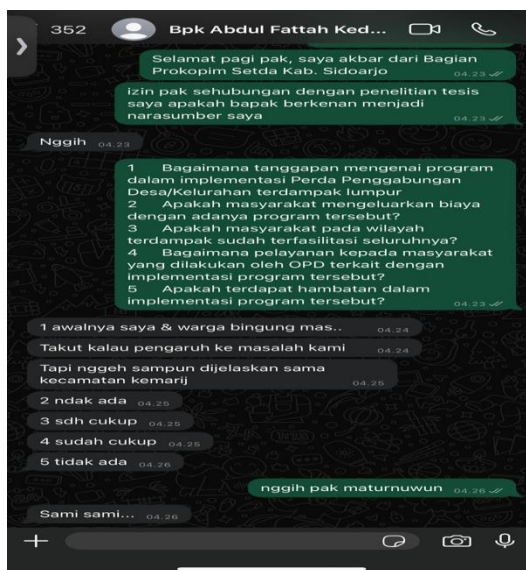 352
Bpk Abdul Fattah Ked...
Selamat pagi pak, saya akbar dari Bagian
Prokopim Setda Kab. Sidoarjo
04.23
izin pak sehubungan dengan penelitian tesis
saya apakah bapak berkenan menjadi
narasumber saya
04.23
Nggih 04.23
1 Bagaimana tanggapan mengenai program
dalam implementasi Perda Penggabungan
Desa/Kelurahan terdampak lumpur
2 Apakah masyarakat mengeluarkan biaya
dengan adanya program tersebut?
3 Apakah masyarakat pada wilayah
terdampak sudah terfasilitasi seluruhnya?
4 Bagaimana pelayanan kepada masyarakat
yang dilakukan oleh OPD terkait dengan
implementasi program tersebut?
5 Apakah terdapat hambatan dalam
implementasi program tersebut?
04.23
1 awalnya saya & warga bingung mas.. 04.24
Takut kalau pengaruh ke masalah kami 04.24
Tapi nggeh sampun dijelaskan sama
kecamatan kemarij
04.25
2 ndak ada 04.25
3 sdh cukup 04.25
4 sudah cukup 04.25
5 tidak ada 04.26
nggih pak maturnuwun 04.26
Sami sami... 04.26